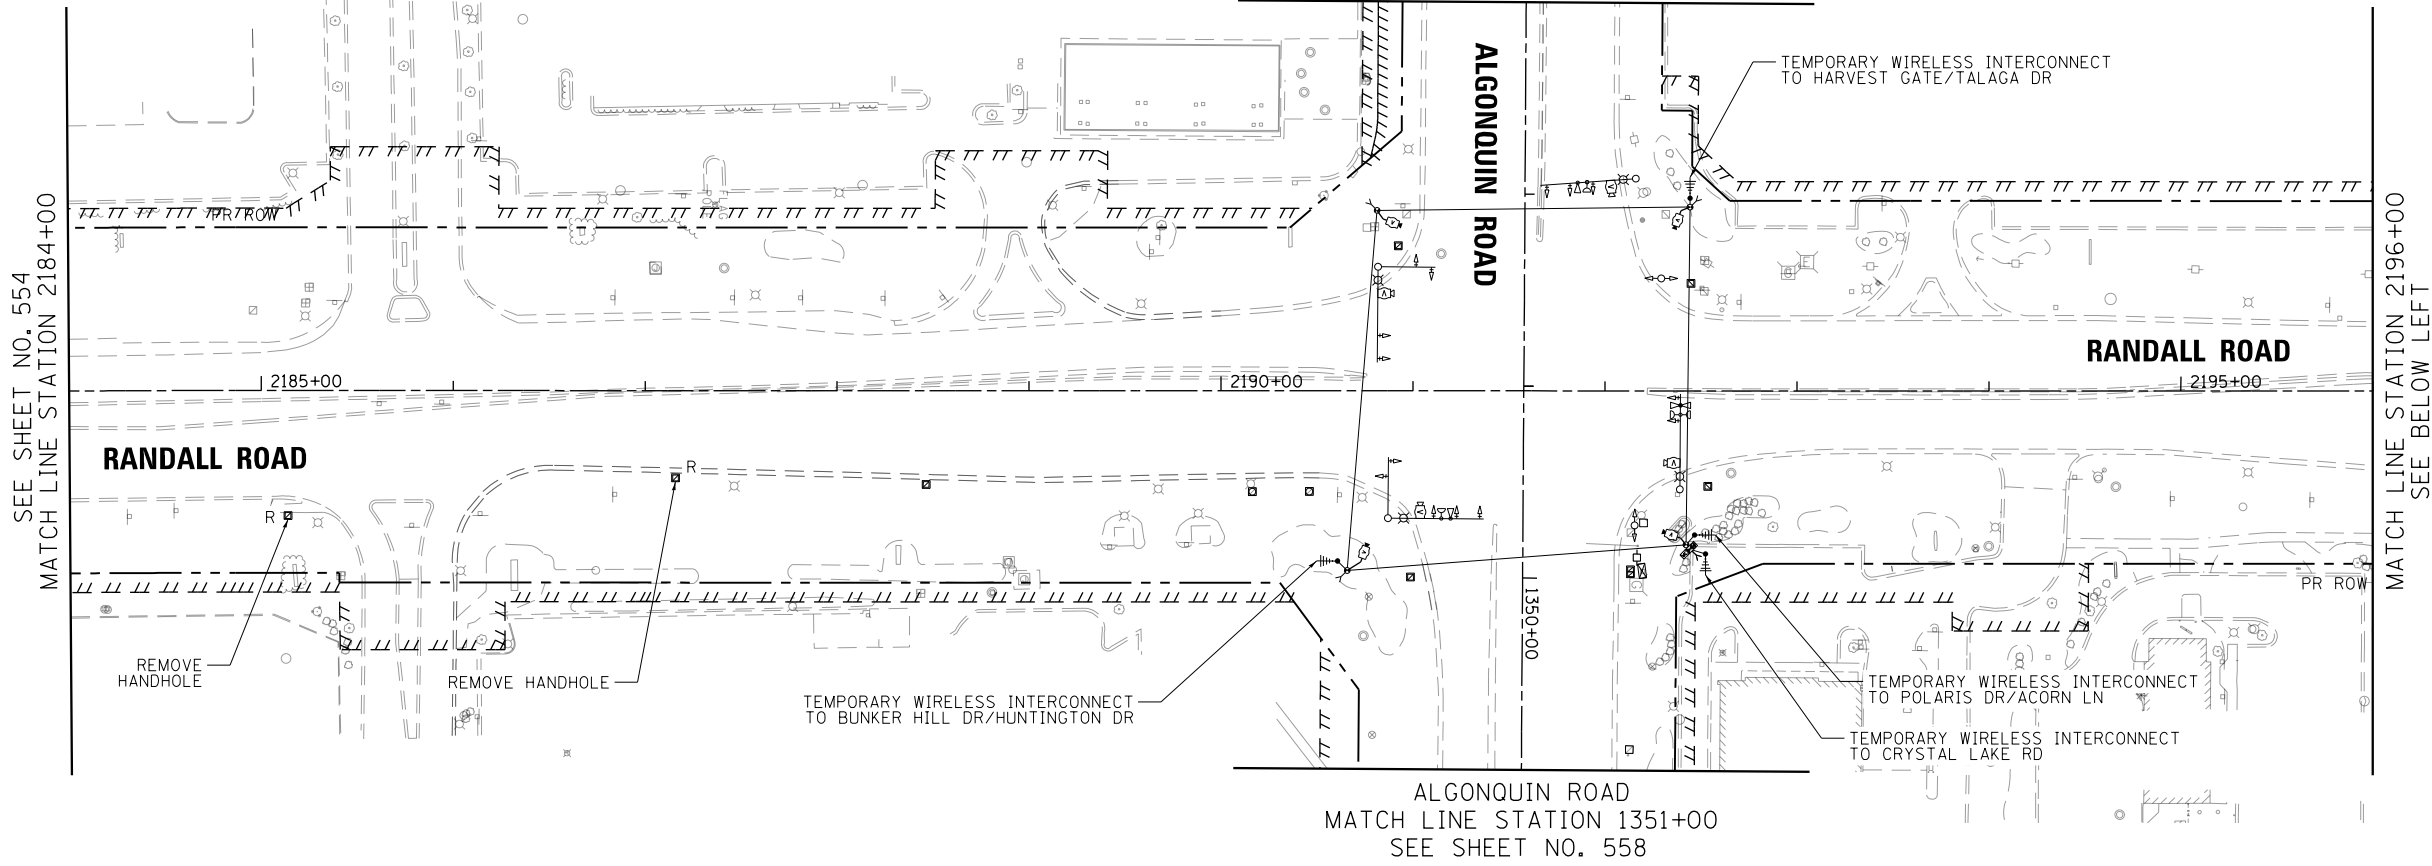 SEE SHEET NO. 554
MATCH LINE STATION 2184+00
PR ROW
ALGONQUIN ROAD
TEMPORARY WIRELESS INTERCONNECT
TO HARVEST GATE/TALAGA DR
RANDALL ROAD
2185+00
2190+00
2195+00
MATCH LINE STATION 2196+00
SEE BELOW LEFT
RANDALL ROAD
R
R
REMOVE
HANDHOLE
REMOVE HANDHOLE
TEMPORARY WIRELESS INTERCONNECT
TO BUNKER HILL DR/HUNTINGTON DR
1350+00
PR ROW
TEMPORARY WIRELESS INTERCONNECT
TO POLARIS DR/ACORN LN
TEMPORARY WIRELESS INTERCONNECT
TO CRYSTAL LAKE RD
ALGONQUIN ROAD
MATCH LINE STATION 1351+00
SEE SHEET NO. 558